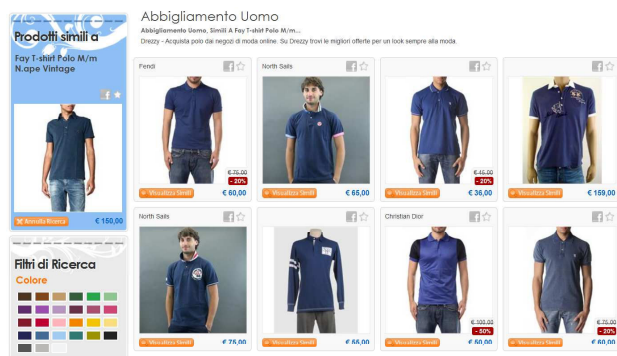 Prodotti simili a
Fay T-shirt Polo M/m
N.ape Vintage
Annulla Ricerca
€ 150,00
Filtri di Ricerca
Colore
Abbigliamento Uomo
Abbigliamento Uomo, Simili A Fay T-shirt Polo M/m...
Drezzy - Acquista polo dai negozi di moda online. Su Drezzy trovi le migliori offerte per un look sempre alla moda.
Fendi
€ 75,00
- 20%
Visualizza Simili
€ 60,00
North Sails
Visualizza Simili
€ 65,00
€ 45,00
- 20%
Visualizza Simili
€ 36,00
Visualizza Simili
€ 159,00
North Sails
Visualizza Simili
€ 75,00
Visualizza Simili
€ 55,00
Christian Dior
€ 100,00
- 50%
Visualizza Simili
€ 50,00
€ 75,00
- 20%
Visualizza Simili
€ 60,00